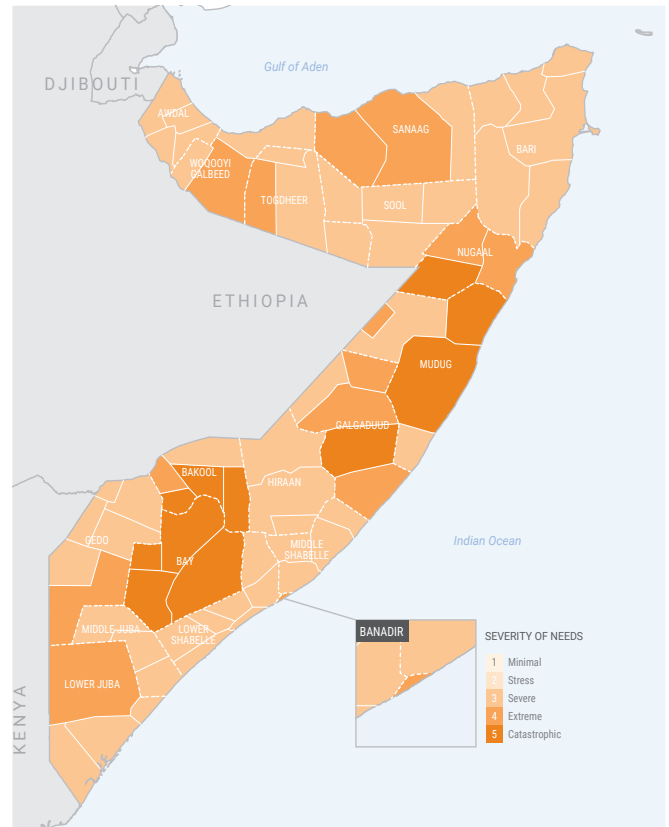 Gulf of Aden
DJIBOUTI
AWDAL
SANAAG
BARI
WOQOOYI
GALBEED
TOGDHEER
SOOL
NUGAAL
ETHIOPIA
MUDUG
GALGADUUD
BAKOOL
HIRAAN
GEDO
Indian Ocean
MIDDLE
SHABELLE
BAY
MIDDLE JUBA
LOWER
SHABELLE
BANADIR
SEVERITY OF NEEDS
1 Minimal
2 Stress
3 Severe
4 Extreme
5 Catastrophic
LOWER JUBA
KENYA